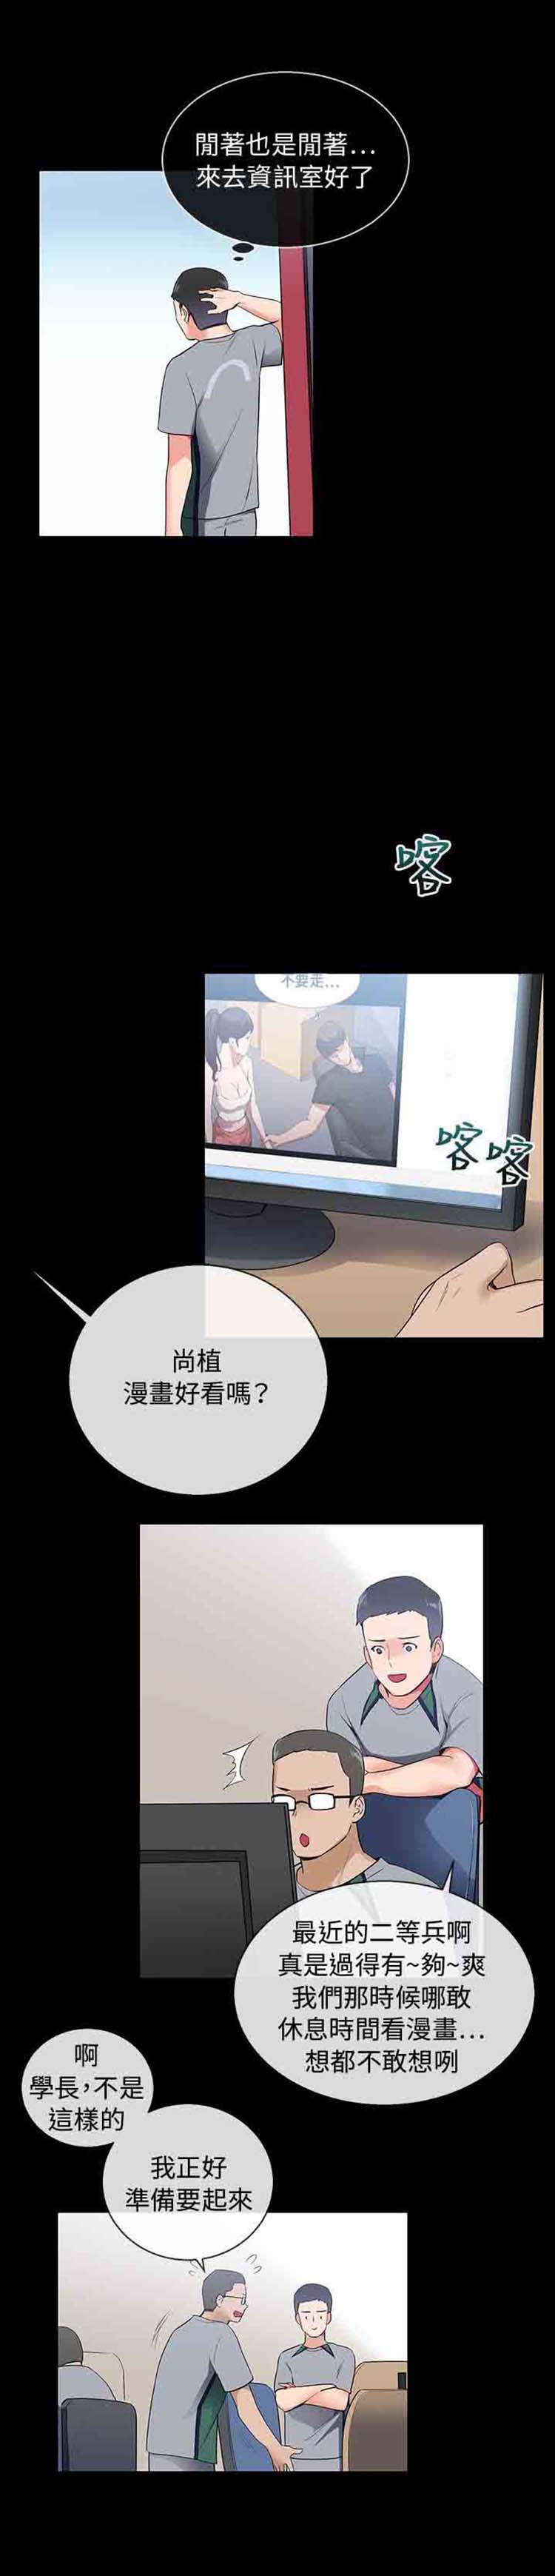 閒著也是閒著...
來去資訊室好了
喀
不要走...
喀喀
尚植
漫畫好看嗎?
最近的二等兵啊
真是過得有~夠~爽
我們那時候哪敢
休息時間看漫畫...
想都不敢想咧
啊
學長,不是
這樣的
我正好
準備要起來